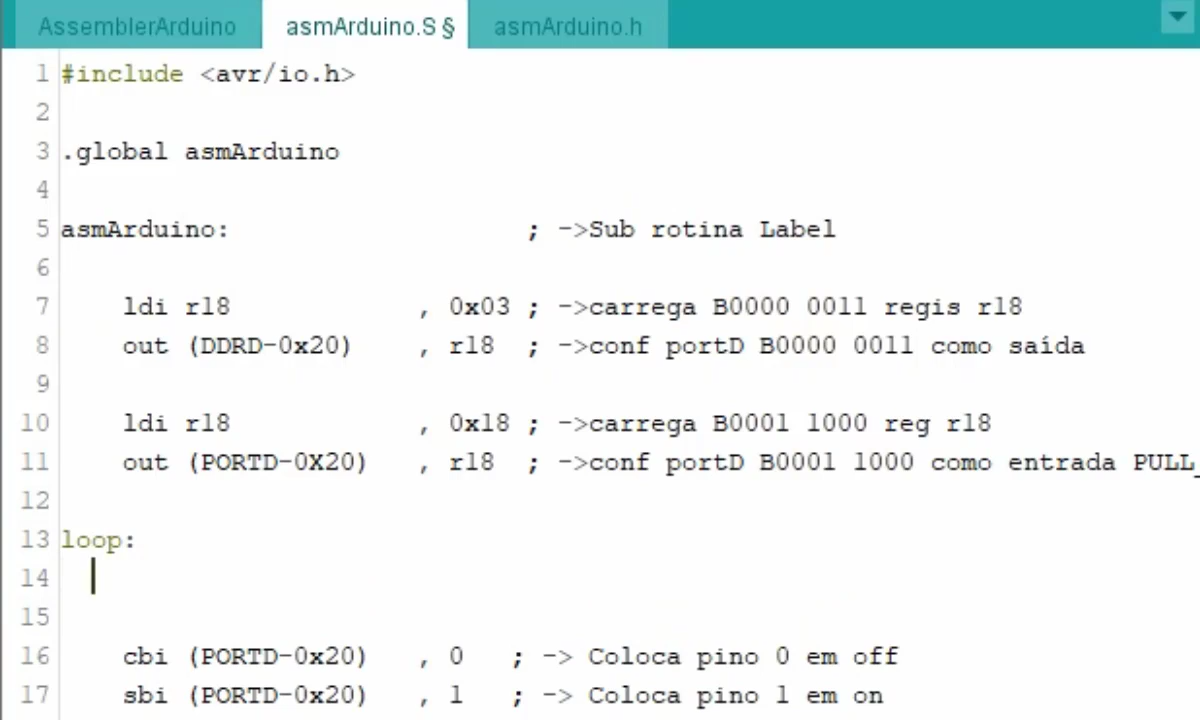 AssemblerArduino asmArduino.S § asmArduino.h
1 #include <avr/io.h>
2
3 .global asmArduino
4
5 asmArduino: ; ->Sub rotina Label
6
7 ldi r18 , 0x03 ; ->carrega B0000 0011 regis r18
8 out (DDRD-0x20) , r18 ; ->conf portD B0000 0011 como saída
9
10 ldi r18 , 0x18 ; ->carrega B0001 1000 reg r18
11 out (PORTD-0X20) , r18 ; ->conf portD B0001 1000 como entrada PULL_
12
13 loop:
14
15
16 cbi (PORTD-0x20) , 0 ; -> Coloca pino 0 em off
17 sbi (PORTD-0x20) , 1 ; -> Coloca pino 1 em on